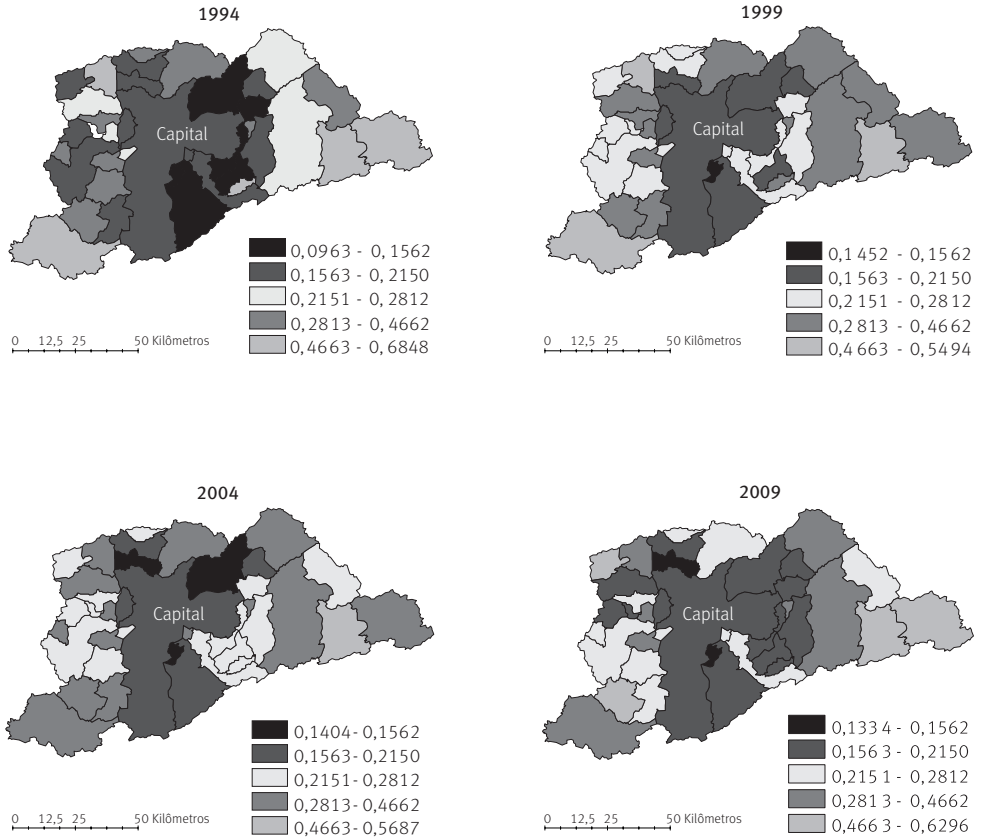 1994
Capital
0,0963 - 0,1562
0,1563 - 0,2150
0,2151 - 0,2812
0,2813 - 0,4662
0,4663 - 0,6848
0 12,5 25 50 Kilômetros
1999
Capital
0,1452 - 0,1562
0,1563 - 0,2150
0,2151 - 0,2812
0,2813 - 0,4662
0,4663 - 0,5494
0 12,5 25 50 Kilômetros
2004
Capital
0,1404 - 0,1562
0,1563 - 0,2150
0,2151 - 0,2812
0,2813 - 0,4662
0,4663 - 0,5687
0 12,5 25 50 Kilômetros
2009
Capital
0,1334 - 0,1562
0,1563 - 0,2150
0,2151 - 0,2812
0,2813 - 0,4662
0,4663 - 0,6296
0 12,5 25 50 Kilômetros